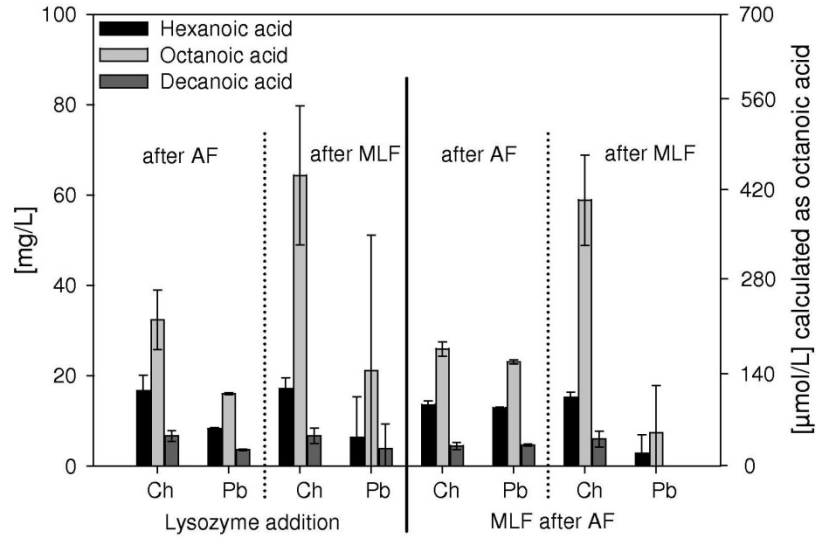 Hexanoic acid
Octanoic acid
Decanoic acid
100
80
60
40
20
0
[mg/L]
700
560
420
280
140
0
[µmol/L] calculated as octanoic acid
after AF
after MLF
after AF
after MLF
Ch Pb Ch Pb Ch Pb Ch Pb
Lysozyme addition MLF after AF